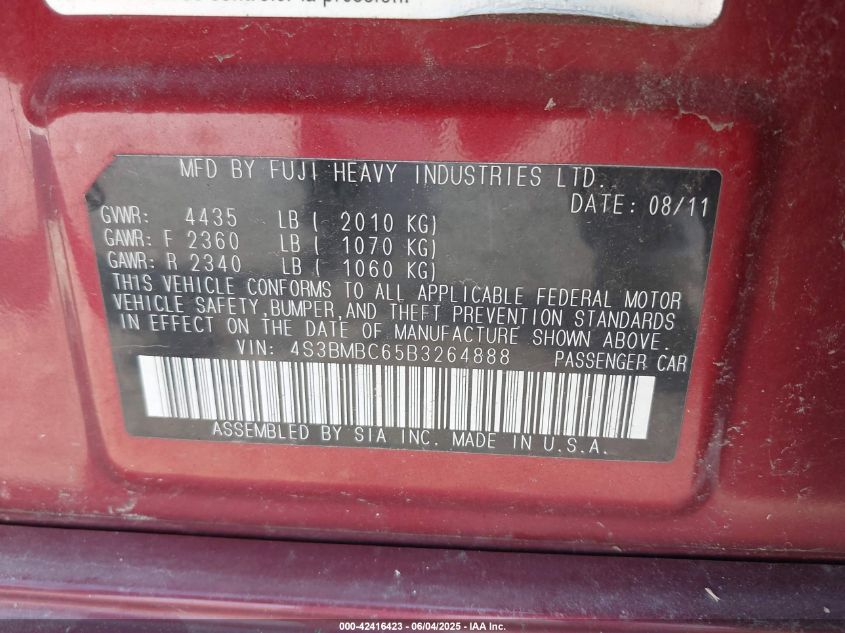 la pression.
MFD BY FUJI HEAVY INDUSTRIES LTD.
DATE: 08/11
GVWR: 4435 LB ( 2010 KG)
GAWR: F 2360 LB ( 1070 KG)
GAWR: R 2340 LB ( 1060 KG)
THIS VEHICLE CONFORMS TO ALL APPLICABLE FEDERAL MOTOR
VEHICLE SAFETY,BUMPER,AND THEFT PREVENTION STANDARDS
IN EFFECT ON THE DATE OF MANUFACTURE SHOWN ABOVE.
VIN: 4S3BMBC65B3264888 PASSENGER CAR
ASSEMBLED BY SIA INC. MADE IN U.S.A.
000-42416423 - 06/04/2025 - IAA Inc.